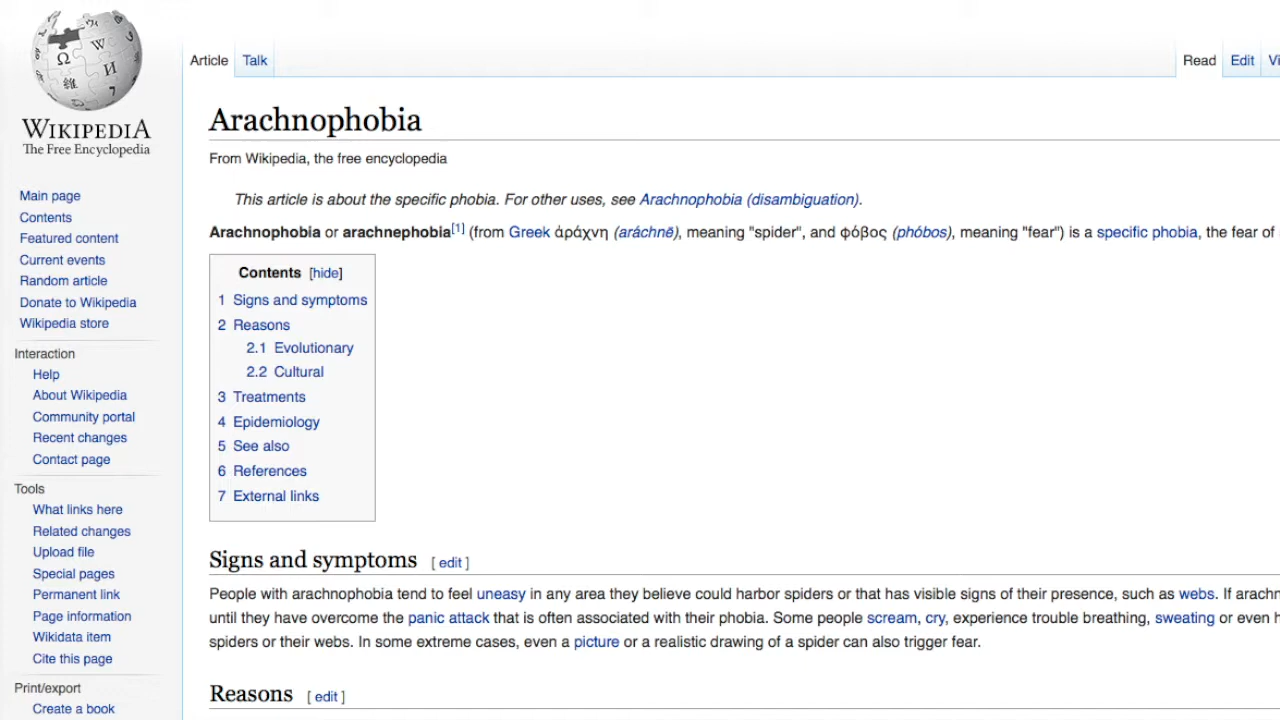 Article Talk Read Edit
WIKIPEDIA
The Free Encyclopedia
Main page
Contents
Featured content
Current events
Random article
Donate to Wikipedia
Wikipedia store
Interaction
Help
About Wikipedia
Community portal
Recent changes
Contact page
Tools
What links here
Related changes
Upload file
Special pages
Permanent link
Page information
Wikidata item
Cite this page
Print/export
Create a book
Arachnophobia
From Wikipedia, the free encyclopedia
This article is about the specific phobia. For other uses, see Arachnophobia (disambiguation).
Arachnophobia or arachnephobia[1] (from Greek ἀράχνη (aráchnē), meaning "spider", and φόβος (phóbos), meaning "fear") is a specific phobia, the fear of
Contents [hide]
1 Signs and symptoms
2 Reasons
2.1 Evolutionary
2.2 Cultural
3 Treatments
4 Epidemiology
5 See also
6 References
7 External links
Signs and symptoms [ edit ]
People with arachnophobia tend to feel uneasy in any area they believe could harbor spiders or that has visible signs of their presence, such as webs. If
until they have overcome the panic attack that is often associated with their phobia. Some people scream, cry, experience trouble breathing, sweating or even
spiders or their webs. In some extreme cases, even a picture or a realistic drawing of a spider can also trigger fear.
Reasons [ edit ]